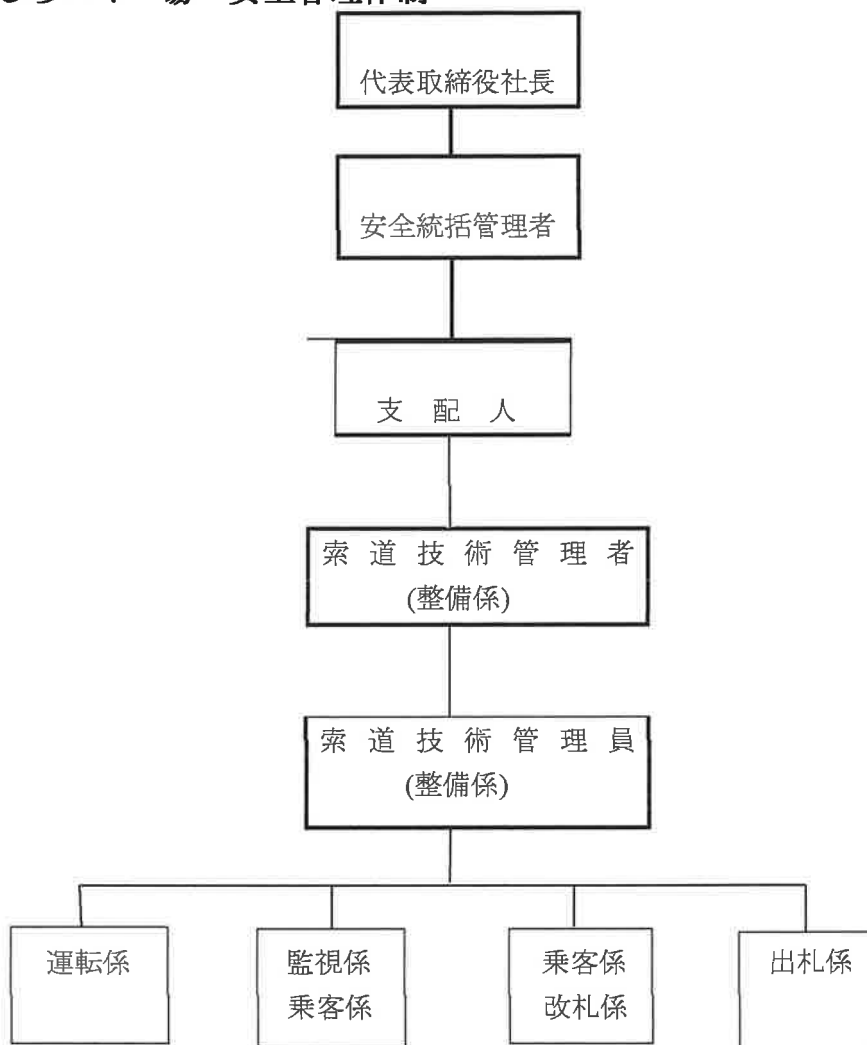 代表取締役社長
安全統括管理者
支 配 人
索 道 技 術 管 理 者
(整備係)
索 道 技 術 管 理 員
(整備係)
運転係
監視係
乗客係
乗客係
改札係
出札係